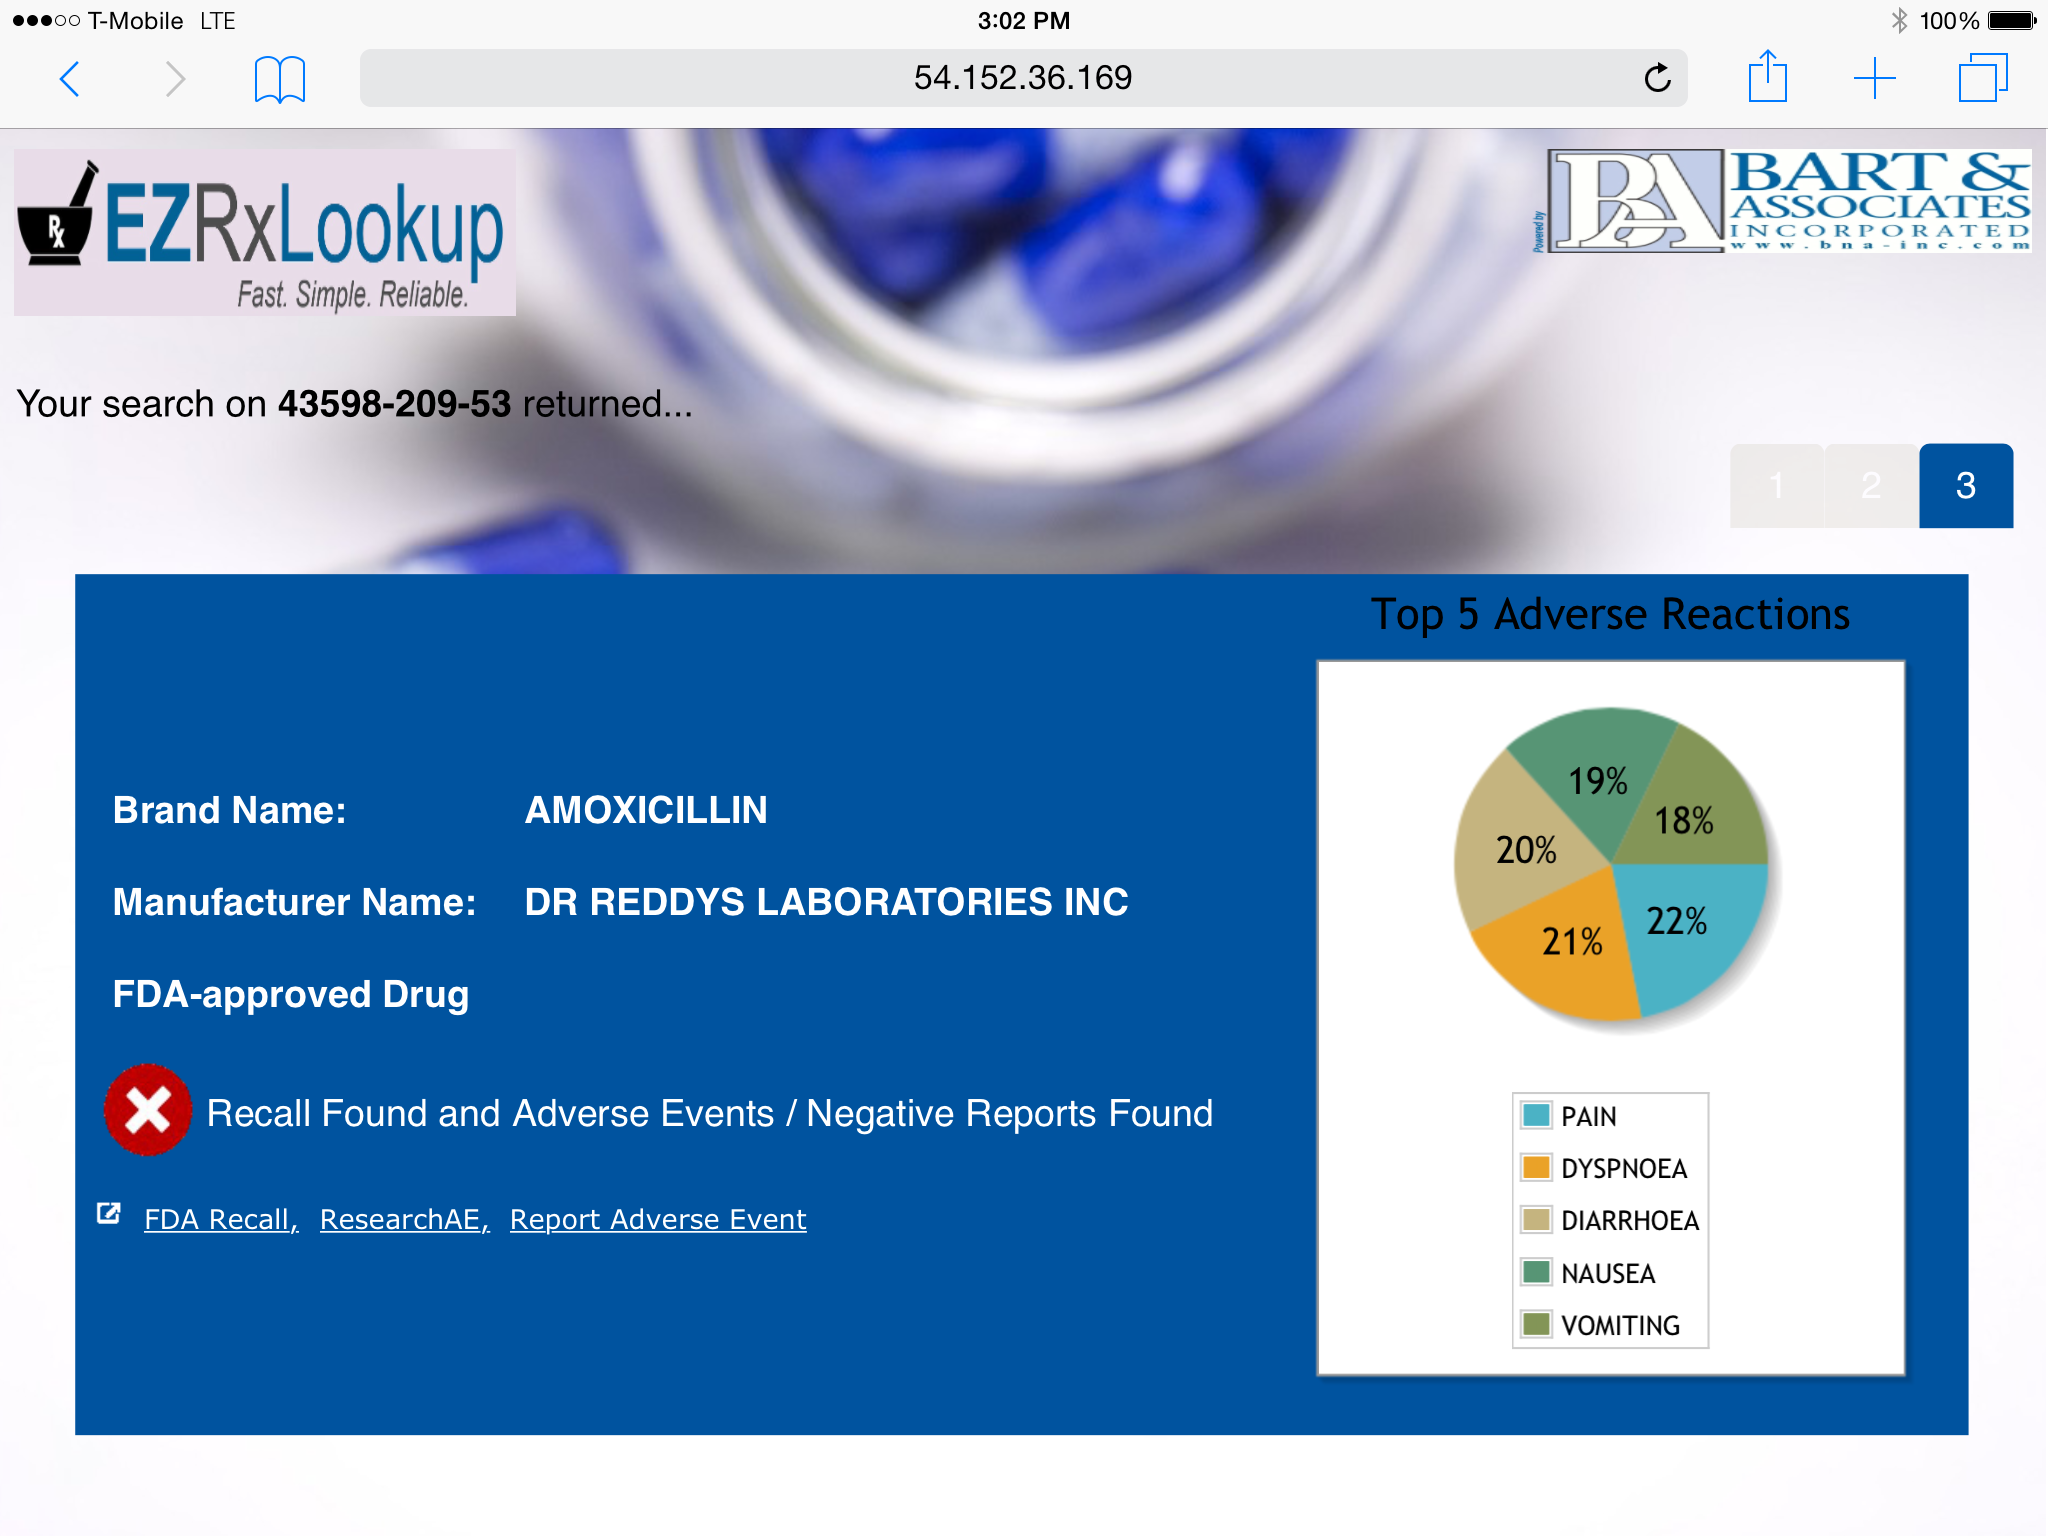 T-Mobile LTE 3:02 PM 100%
54.152.36.169
Rx EZRxLookup
Fast. Simple. Reliable.
Powered by BA BART &
ASSOCIATES
INCORPORATED
www.bna-inc.com
Your search on 43598-209-53 returned...
1 2 3
Top 5 Adverse Reactions
Brand Name: AMOXICILLIN
Manufacturer Name: DR REDDYS LABORATORIES INC
FDA-approved Drug
Recall Found and Adverse Events / Negative Reports Found
FDA Recall, ResearchAE, Report Adverse Event
19%
18%
20%
22%
21%
PAIN
DYSPNOEA
DIARRHOEA
NAUSEA
VOMITING